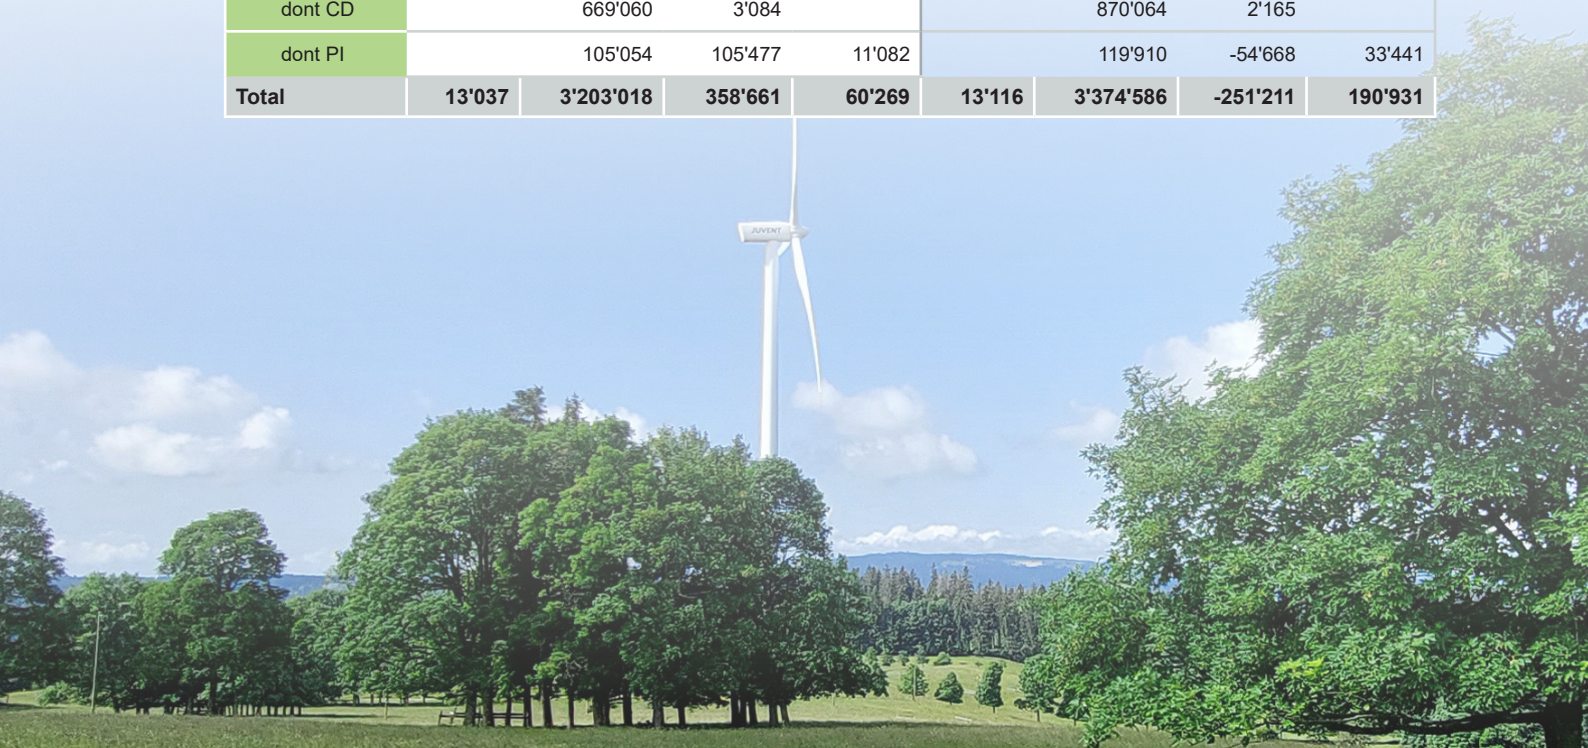 dont CD 669'060 3'084 870'064 2'165
dont PI 105'054 105'477 11'082 119'910 -54'668 33'441
Total 13'037 3'203'018 358'661 60'269 13'116 3'374'586 -251'211 190'931
JUVENT